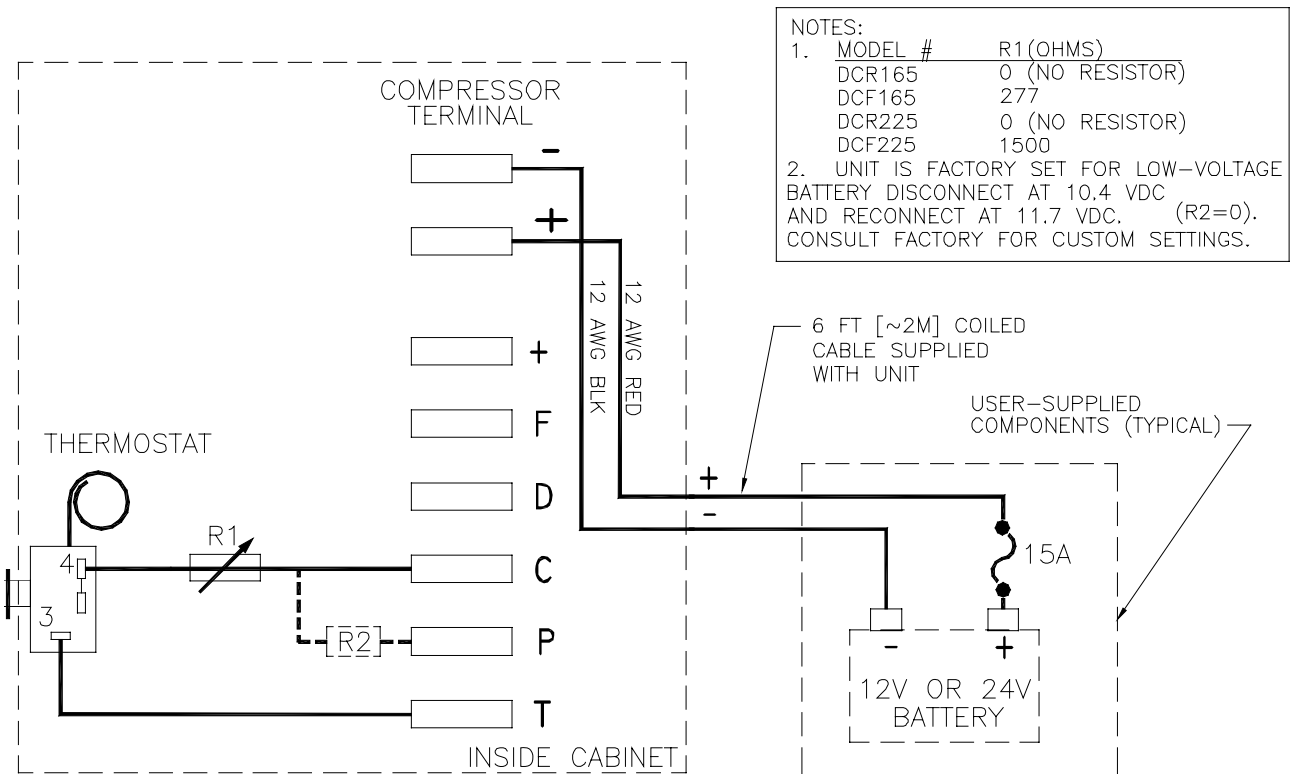 NOTES:
1. MODEL # R1(OHMS)
DCR165 0 (NO RESISTOR)
DCF165 277
DCR225 0 (NO RESISTOR)
DCF225 1500
2. UNIT IS FACTORY SET FOR LOW-VOLTAGE
BATTERY DISCONNECT AT 10.4 VDC
AND RECONNECT AT 11.7 VDC. (R2=0).
CONSULT FACTORY FOR CUSTOM SETTINGS.
COMPRESSOR
TERMINAL
-
+
+
F
D
C
P
T
12 AWG BLK
12 AWG RED
6 FT [~2M] COILED
CABLE SUPPLIED
WITH UNIT
USER-SUPPLIED
COMPONENTS (TYPICAL)
THERMOSTAT
R1
4
3
R2
+
-
15A
- +
12V OR 24V
BATTERY
INSIDE CABINET